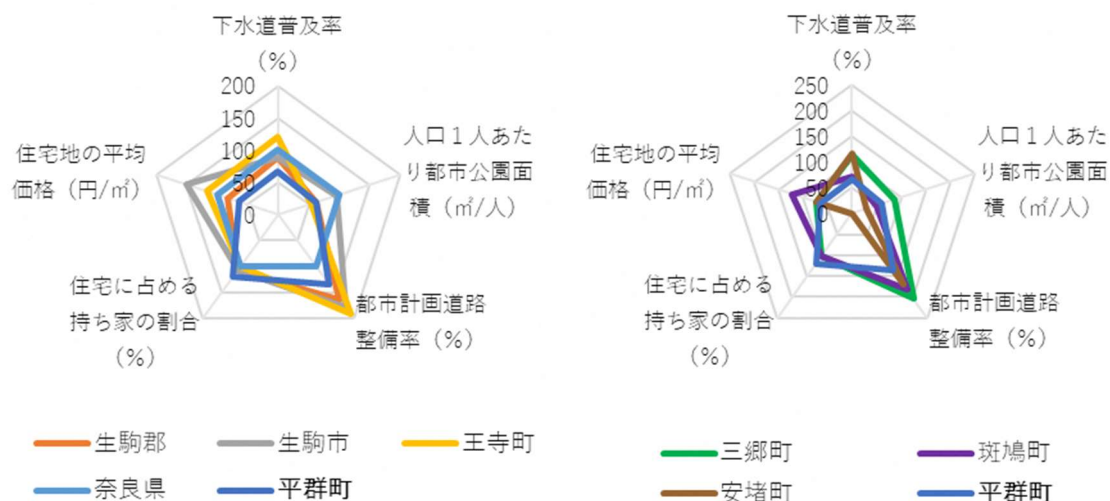 下水道普及率
（%）
200
150
100
50
0
人口１人あた
り都市公園面
積（㎡/人）
都市計画道路
整備率（%）
住宅に占める
持ち家の割合
（%）
住宅地の平均
価格（円/㎡）
生駒郡
生駒市
王寺町
奈良県
平群町
下水道普及率
（%）
250
200
150
100
50
0
人口１人あた
り都市公園面
積（㎡/人）
都市計画道路
整備率（%）
住宅に占める
持ち家の割合
（%）
住宅地の平均
価格（円/㎡）
三郷町
斑鳩町
安堵町
平群町